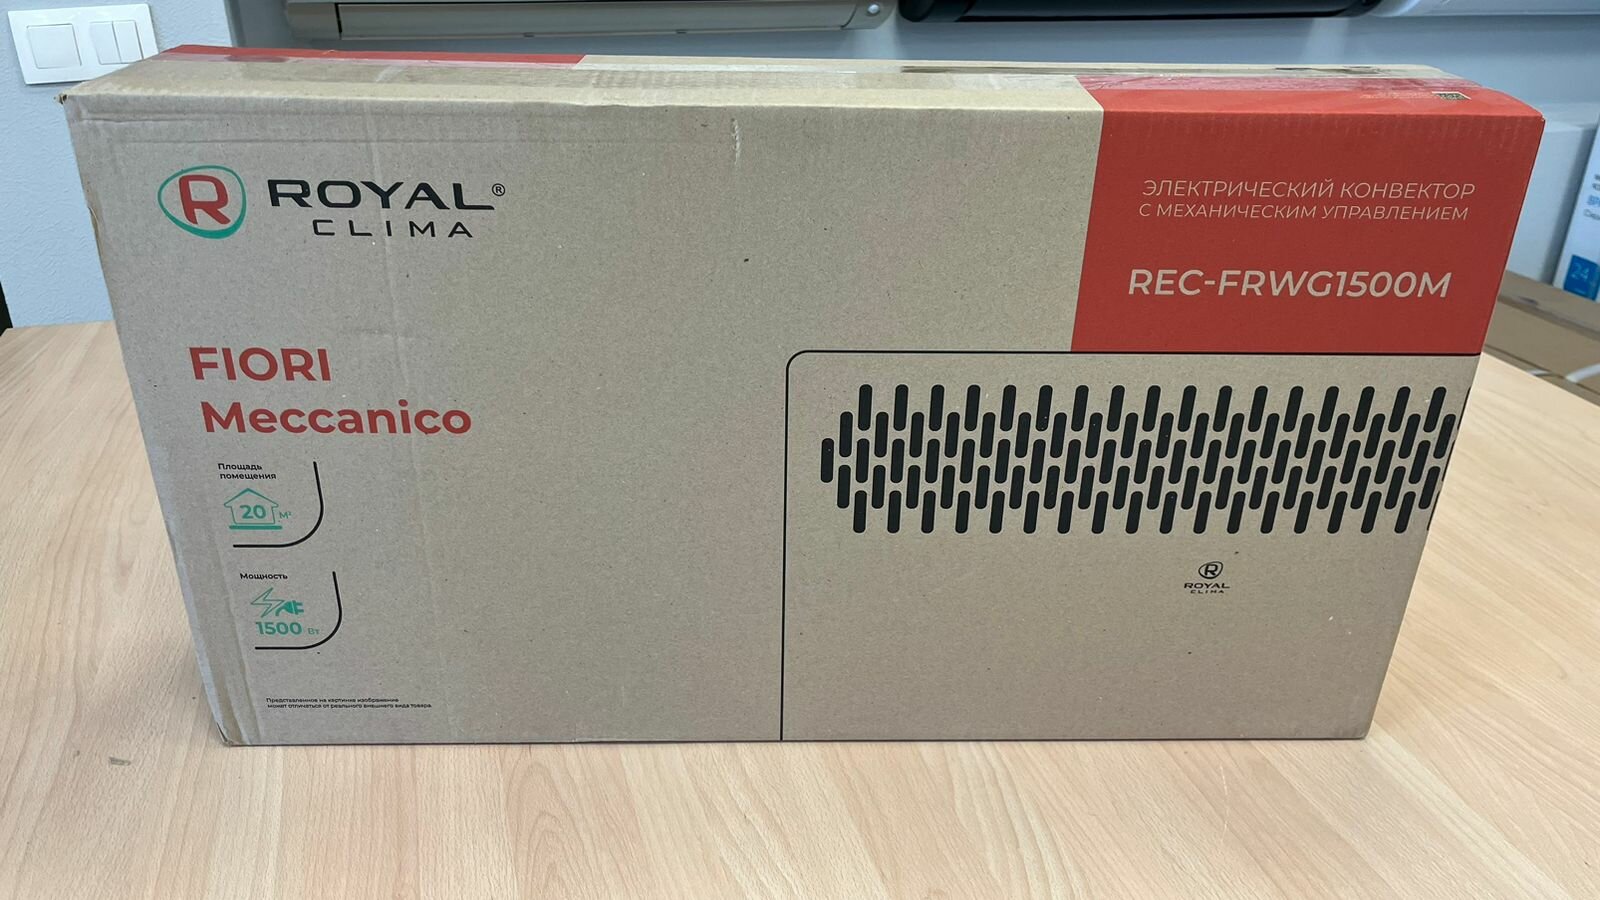 R ROYAL®
CLIMA
ЭЛЕКТРИЧЕСКИЙ КОНВЕКТОР
С МЕХАНИЧЕСКИМ УПРАВЛЕНИЕМ
REC-FRWG1500M
FIORI
Meccanico
Площадь
помещения
20 М²
Мощность
1500 Вт
R
ROYAL
CLIMA
Представленное на картинке изображение
может отличаться от реального внешнего вида товара.
24